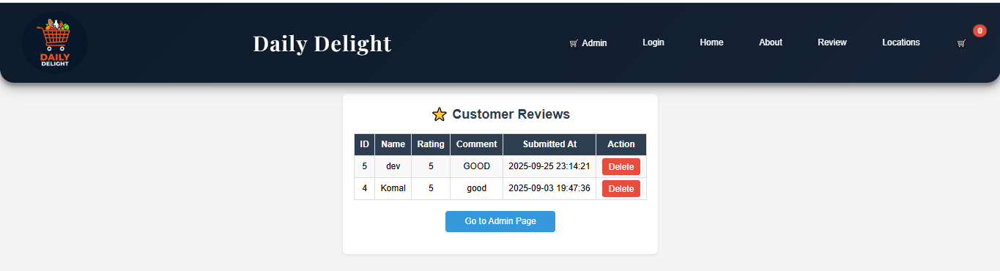 DAILY
DELIGHT
Daily Delight
Admin Login Home About Review Locations 0
Customer Reviews
ID Name Rating Comment Submitted At Action
5 dev 5 GOOD 2025-09-25 23:14:21 Delete
4 Komal 5 good 2025-09-03 19:47:36 Delete
Go to Admin Page